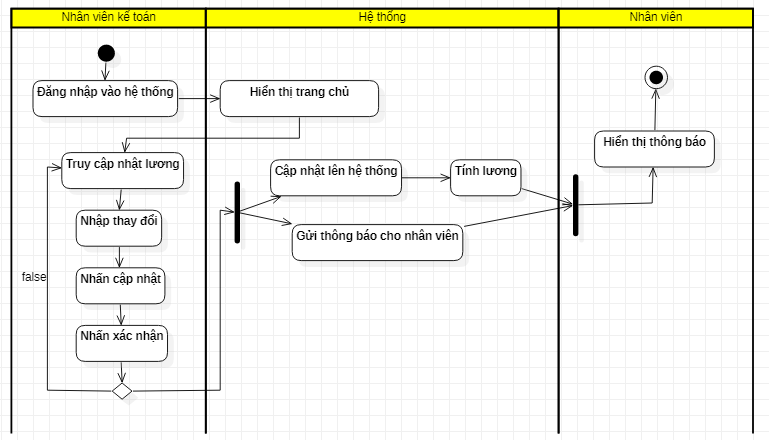 Nhân viên kế toán
Hệ thống
Nhân viên
Đăng nhập vào hệ thống
Hiển thị trang chủ
Hiển thị thông báo
Truy cập nhật lương
Cập nhật lên hệ thống
Tính lương
Nhập thay đổi
Gửi thông báo cho nhân viên
false
Nhấn cập nhật
Nhấn xác nhận